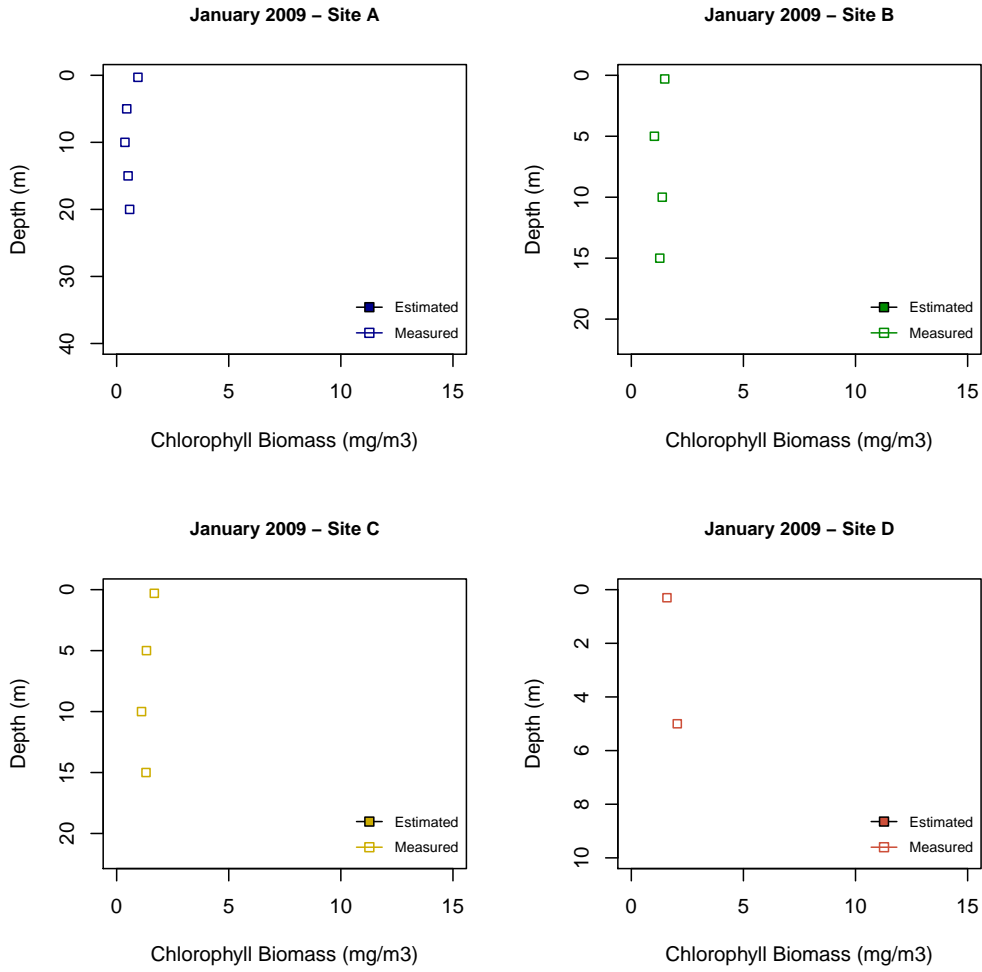 January 2009 – Site A
0
10
20
30
40
Depth (m)
Estimated
Measured
0 5 10 15
Chlorophyll Biomass (mg/m3)
January 2009 – Site B
0
5
10
15
20
Depth (m)
Estimated
Measured
0 5 10 15
Chlorophyll Biomass (mg/m3)
January 2009 – Site C
0
5
10
15
20
Depth (m)
Estimated
Measured
0 5 10 15
Chlorophyll Biomass (mg/m3)
January 2009 – Site D
0
2
4
6
8
10
Depth (m)
Estimated
Measured
0 5 10 15
Chlorophyll Biomass (mg/m3)